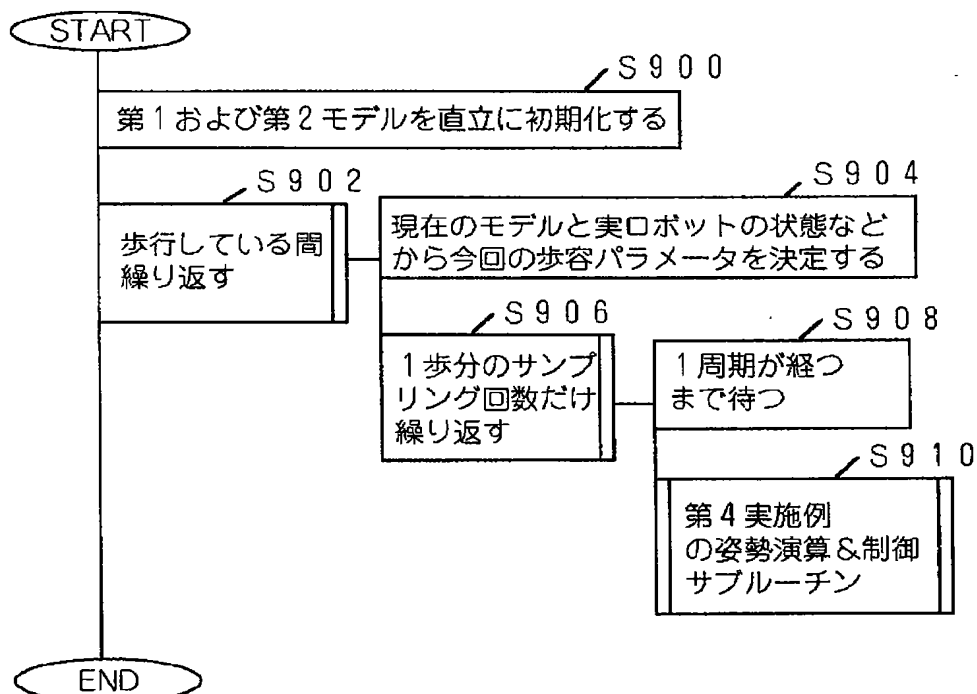 START
S900
第1および第2モデルを直立に初期化する
S902
歩行している間
繰り返す
S904
現在のモデルと実ロボットの状態など
から今回の歩容パラメータを決定する
S906
1歩分のサンプ
リング回数だけ
繰り返す
S908
1周期が経つ
まで待つ
S910
第4実施例
の姿勢演算&制御
サブルーチン
END